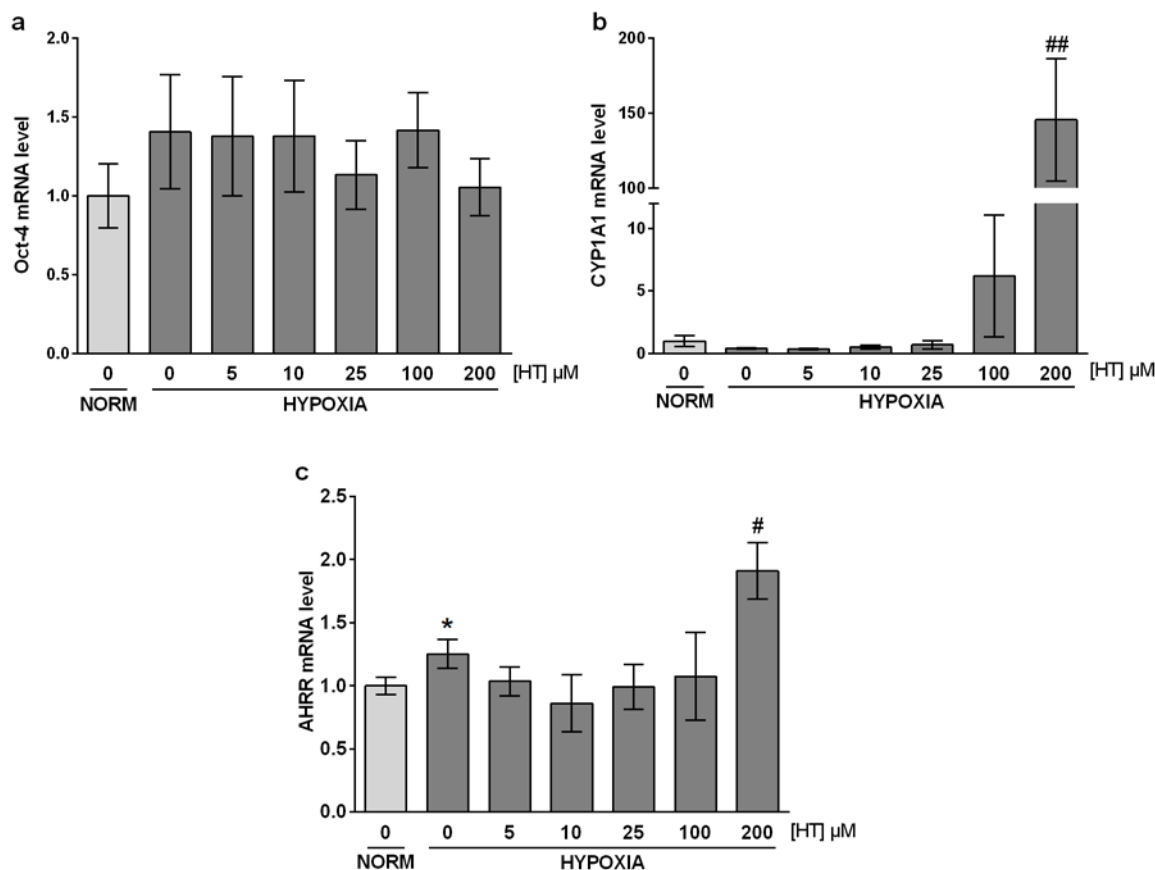 a
2.0
1.5
1.0
0.5
0.0
Oct-4 mRNA level
0 0 5 10 25 100 200 [HT] µM
NORM HYPOXIA
b
##
200
150
100
10
5
0
CYP1A1 mRNA level
0 0 5 10 25 100 200 [HT] µM
NORM HYPOXIA
c
2.5
#
2.0
1.5
*
1.0
0.5
0.0
AHRR mRNA level
0 0 5 10 25 100 200 [HT] µM
NORM HYPOXIA